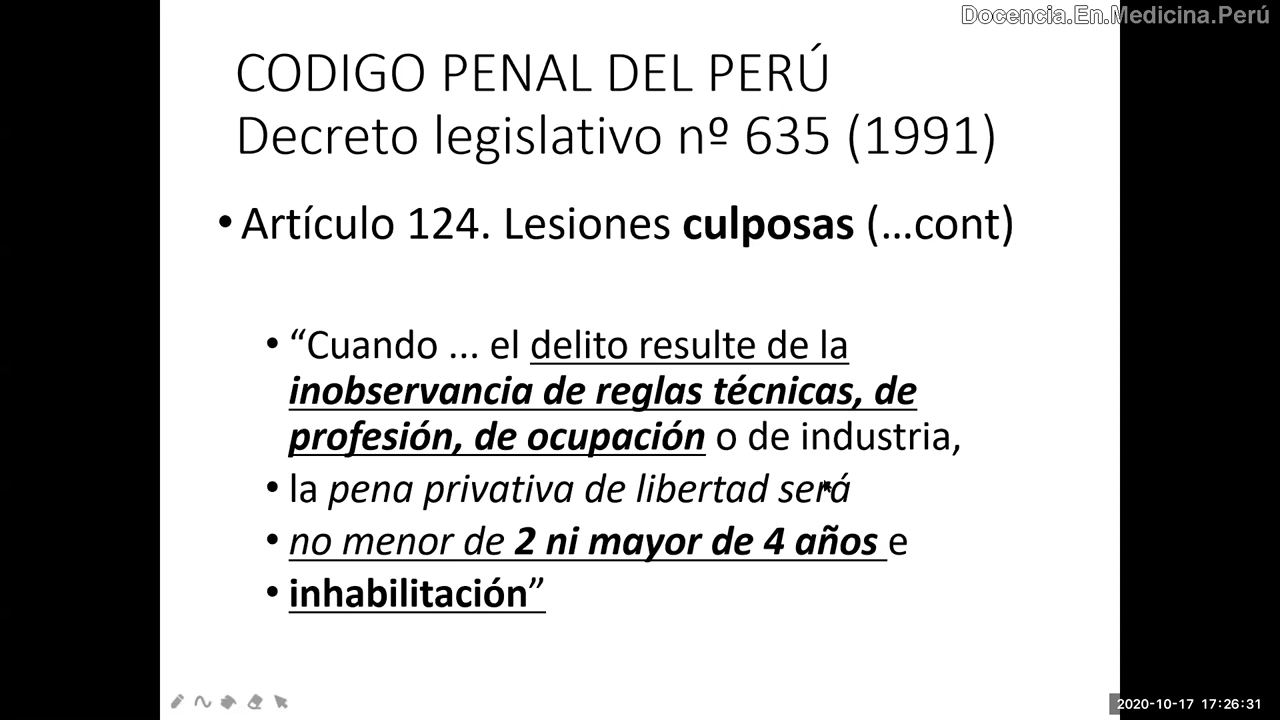 Docencia.En.Medicina.Perú
CODIGO PENAL DEL PERÚ
Decreto legislativo nº 635 (1991)
• Artículo 124. Lesiones culposas (...cont)
• “Cuando ... el delito resulte de la
inobservancia de reglas técnicas, de
profesión, de ocupación o de industria,
• la pena privativa de libertad será
• no menor de 2 ni mayor de 4 años e
• inhabilitación”
2020-10-17 17:26:31